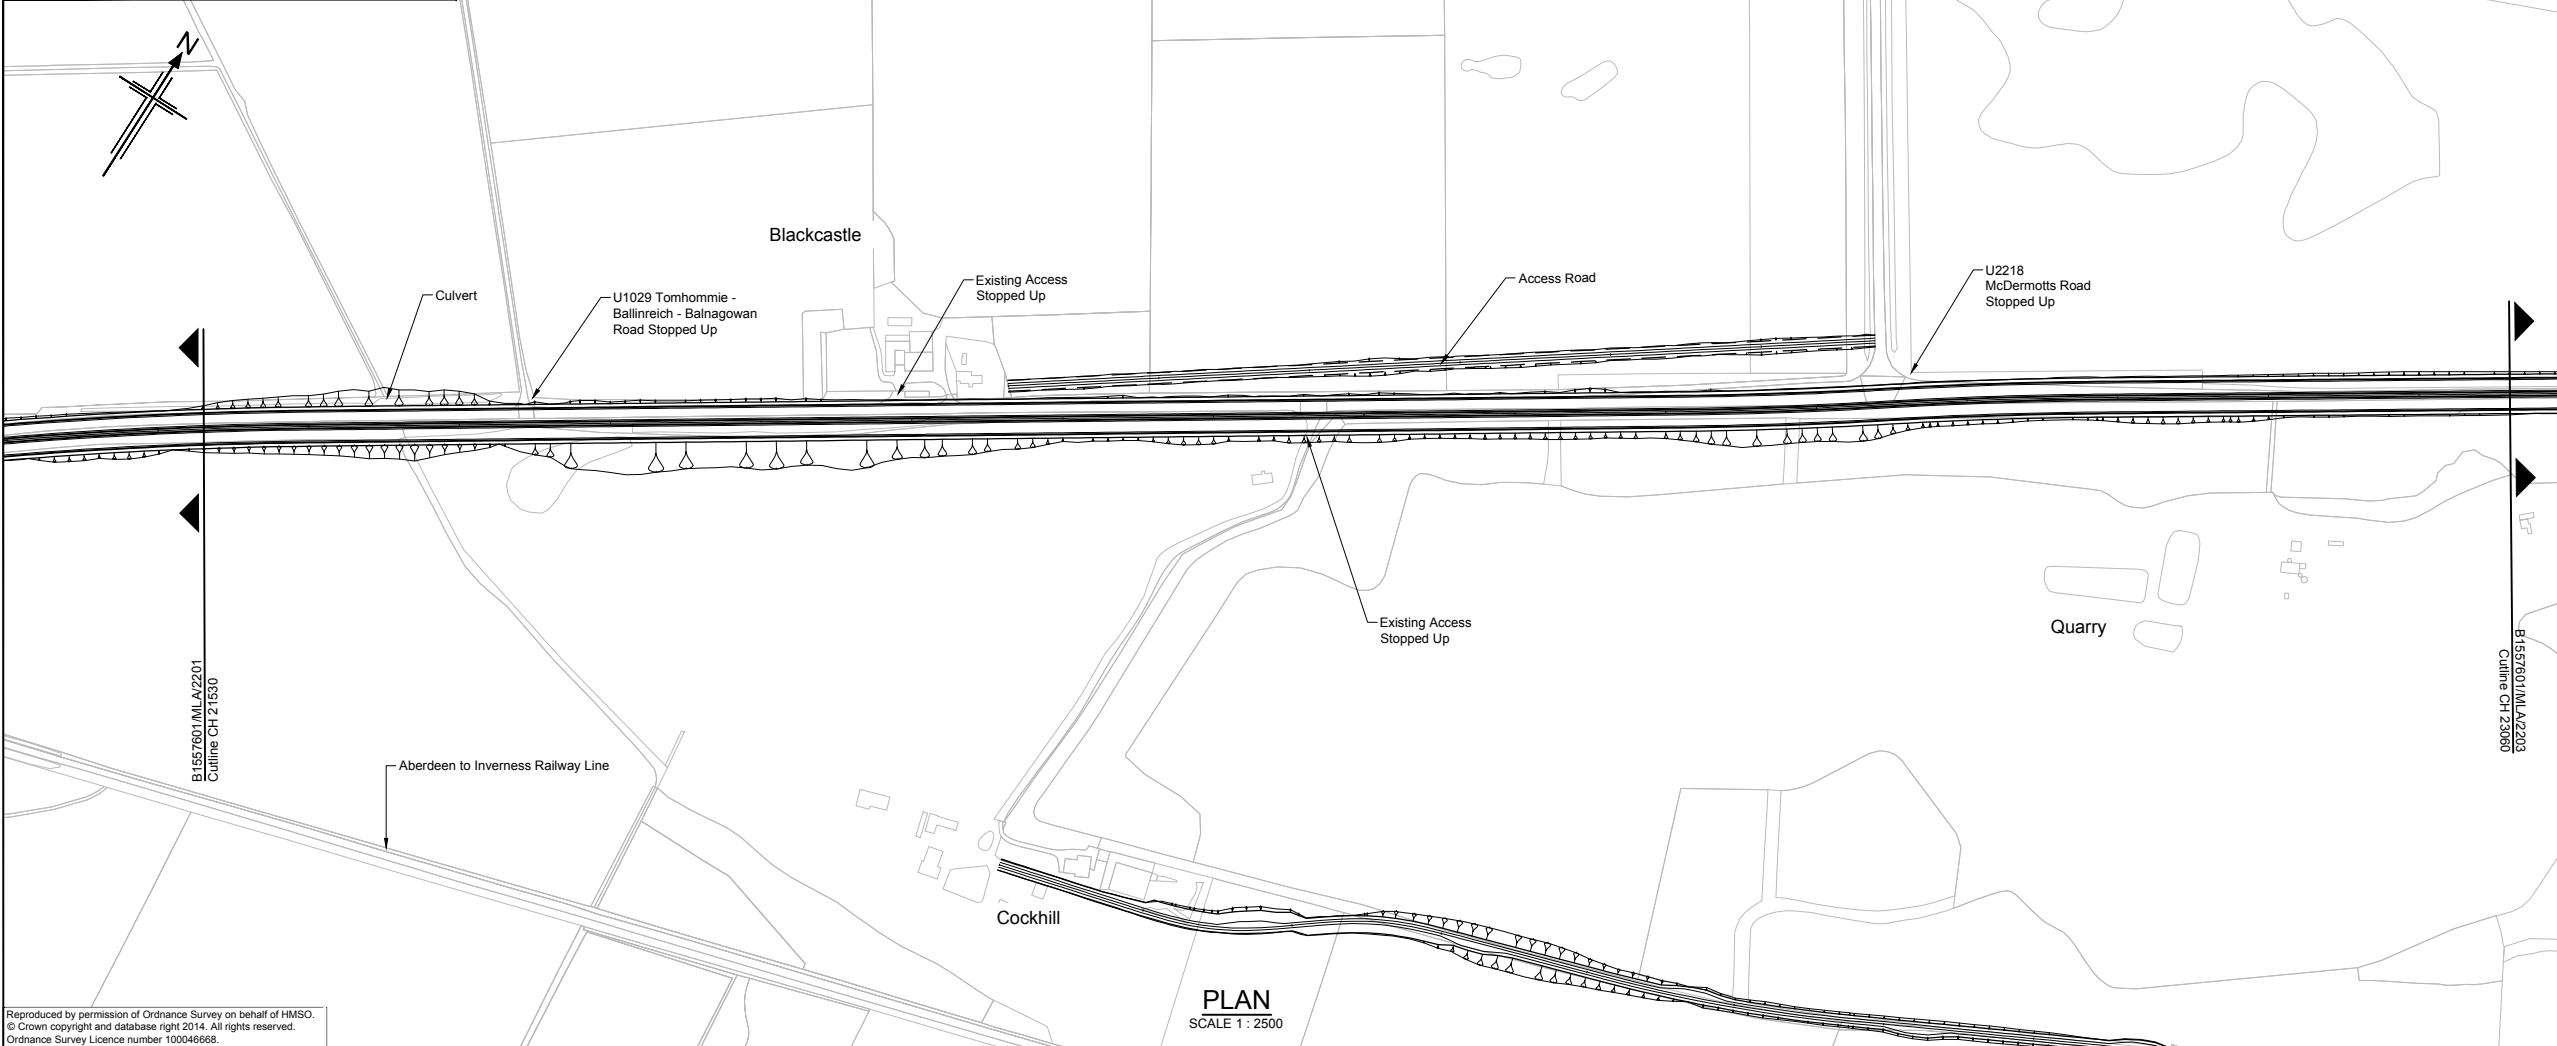 N
Blackcastle
Culvert
U1029 Tomhommie -
Ballinreich - Balnagowan
Road Stopped Up
Existing Access
Stopped Up
Access Road
U2218
McDermotts Road
Stopped Up
Existing Access
Stopped Up
Quarry
B1557601/MLA/2201
Cutline CH 21530
B1557601/MLA/2203
Cutline CH 23060
Aberdeen to Inverness Railway Line
Cockhill
PLAN
SCALE 1 : 2500
Reproduced by permission of Ordnance Survey on behalf of HMSO.
© Crown copyright and database right 2014. All rights reserved.
Ordnance Survey Licence number 100046668.